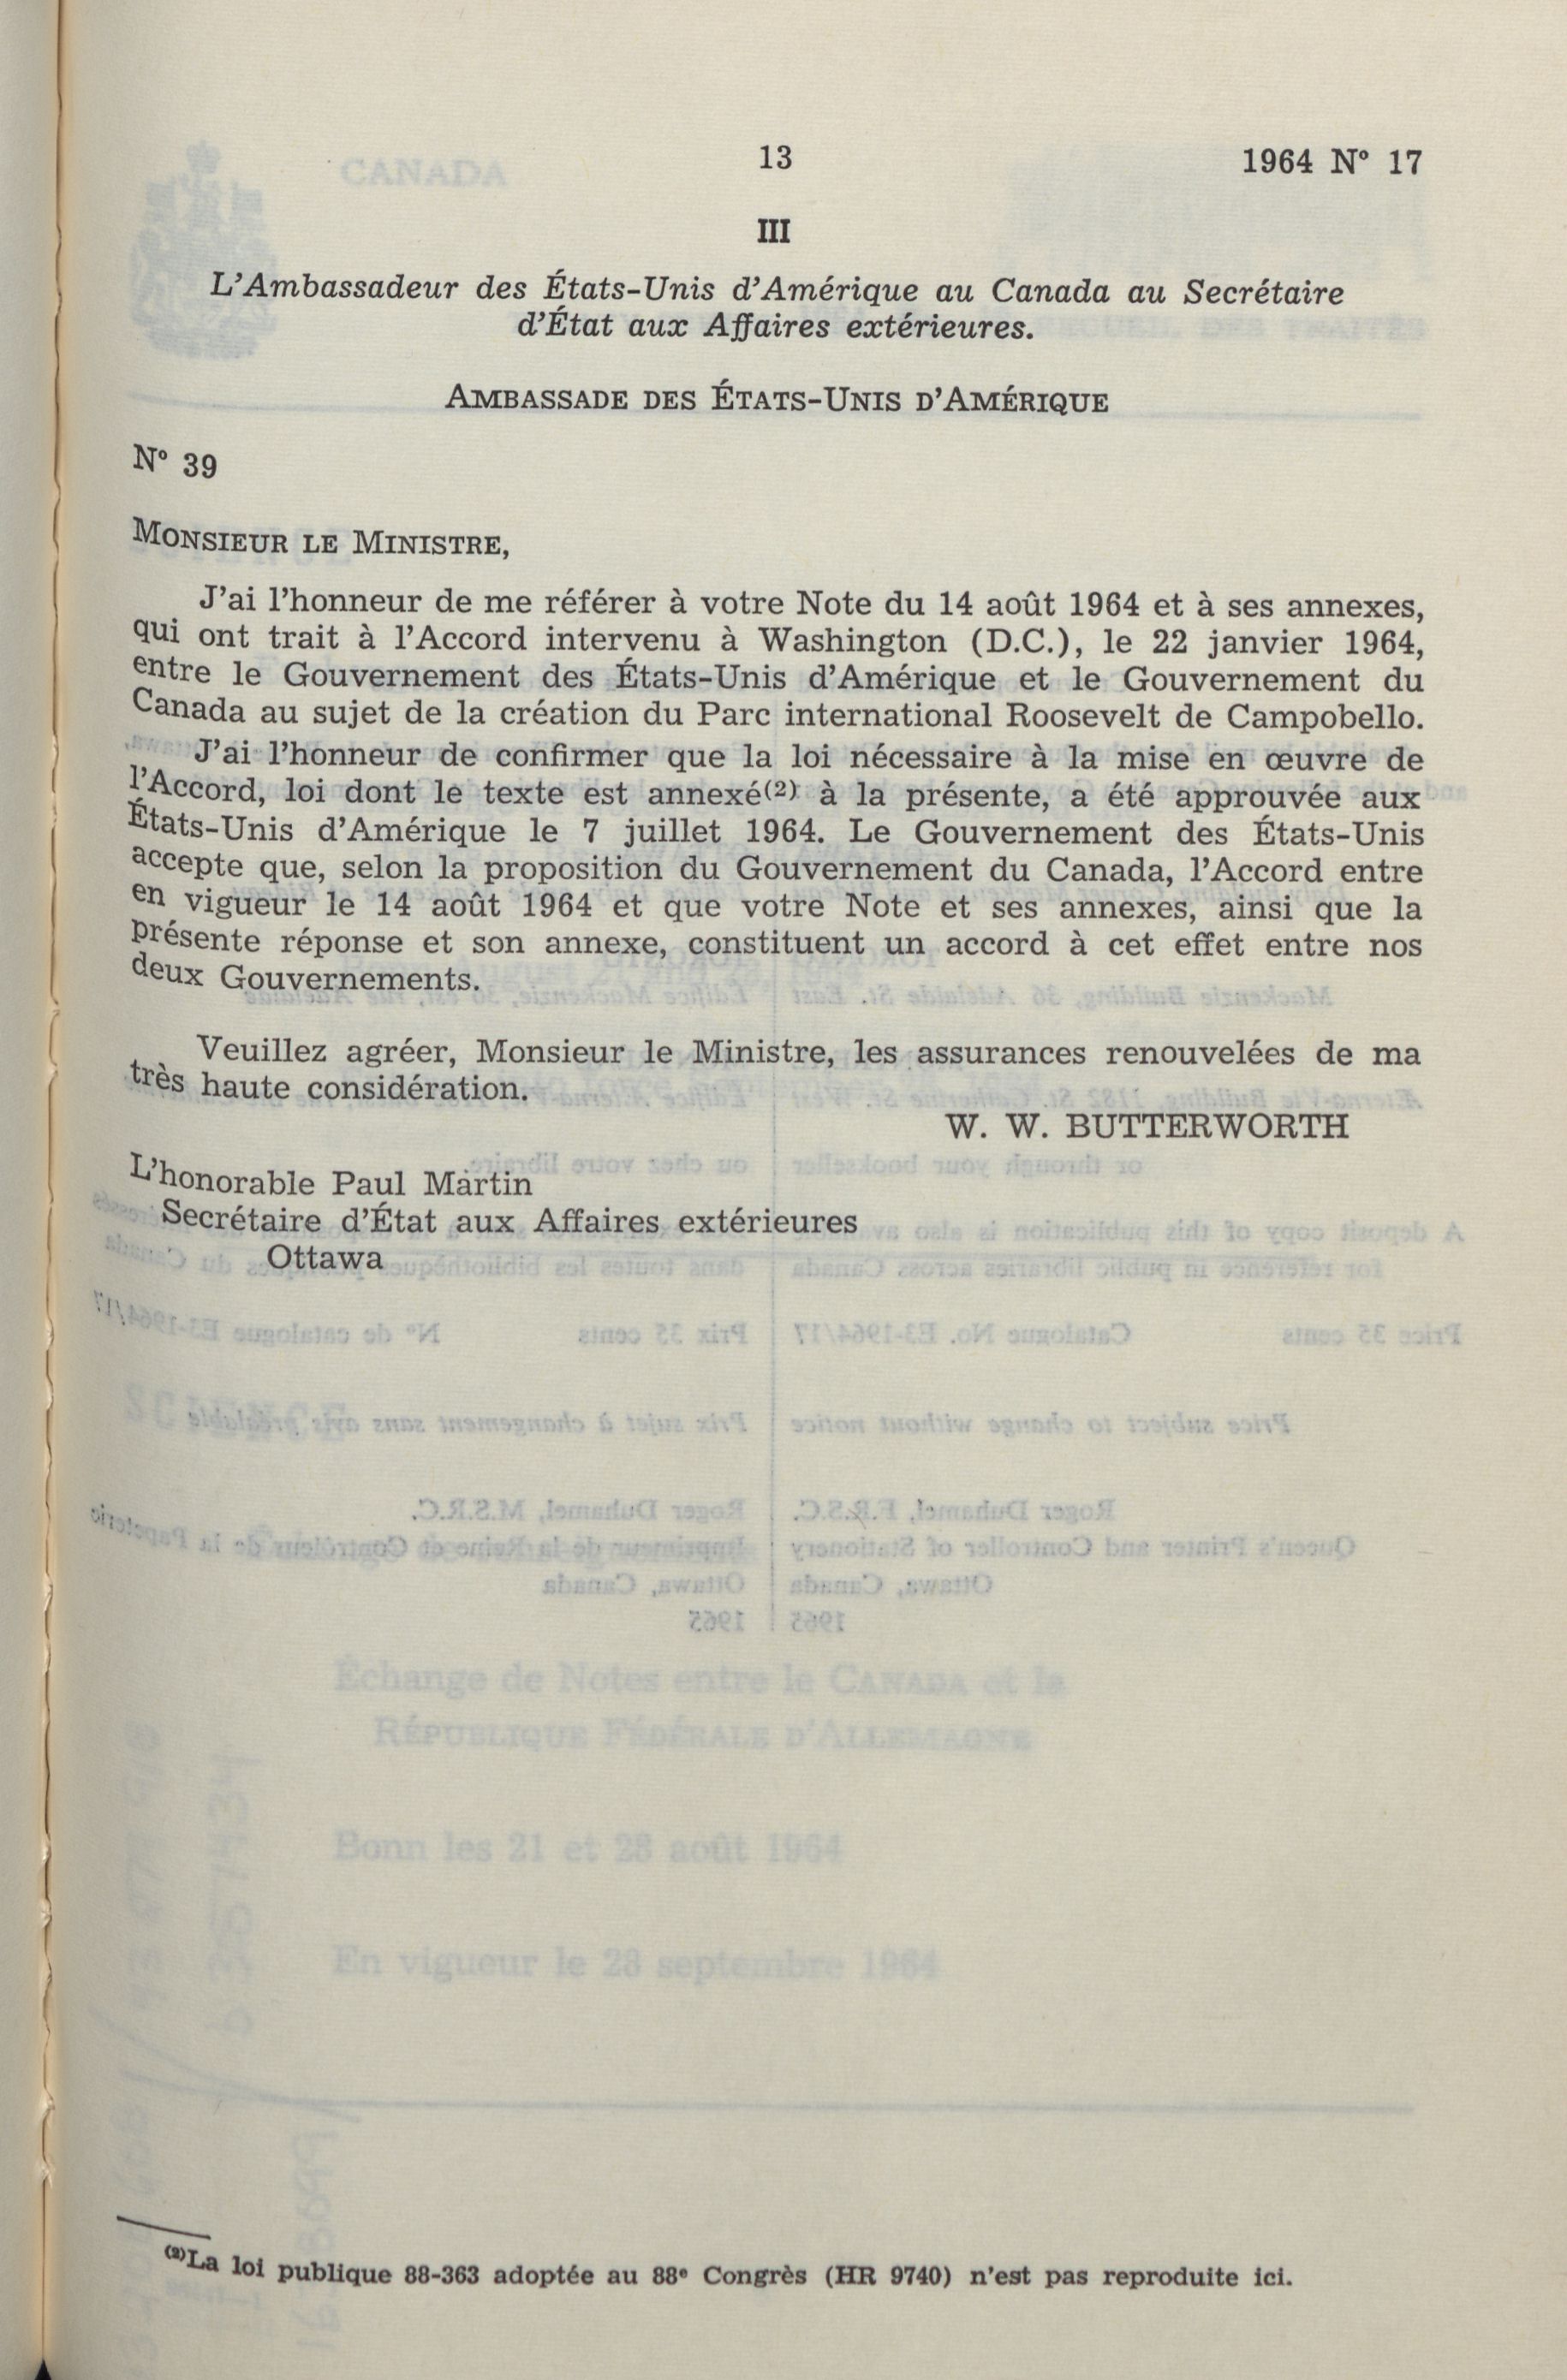 13
1964 N° 17
III
L'Ambassadeur des États-Unis d'Amérique au Canada au Secrétaire
d'État aux Affaires extérieures.
AMBASSADE DES ÉTATS-UNIS D'AMÉRIQUE
N° 39
MONSIEUR LE MINISTRE,
J'ai l'honneur de me référer à votre Note du 14 août 1964 et à ses annexes,
qui ont trait à l'Accord intervenu à Washington (D.C.), le 22 janvier 1964,
entre le Gouvernement des États-Unis d'Amérique et le Gouvernement du
Canada au sujet de la création du Parc international Roosevelt de Campobello.
J'ai l'honneur de confirmer que la loi nécessaire à la mise en œuvre de
l'Accord, loi dont le texte est annexé(2) à la présente, a été approuvée aux
États-Unis d'Amérique le 7 juillet 1964. Le Gouvernement des États-Unis
accepte que, selon la proposition du Gouvernement du Canada, l'Accord entre
en vigueur le 14 août 1964 et que votre Note et ses annexes, ainsi que la
présente réponse et son annexe, constituent un accord à cet effet entre nos
deux Gouvernements.
Veuillez agréer, Monsieur le Ministre, les assurances renouvelées de ma
très haute considération.
W. W. BUTTERWORTH
L'honorable Paul Martin
Secrétaire d'État aux Affaires extérieures
Ottawa
(2)La loi publique 88-363 adoptée au 88e Congrès (HR 9740) n'est pas reproduite ici.